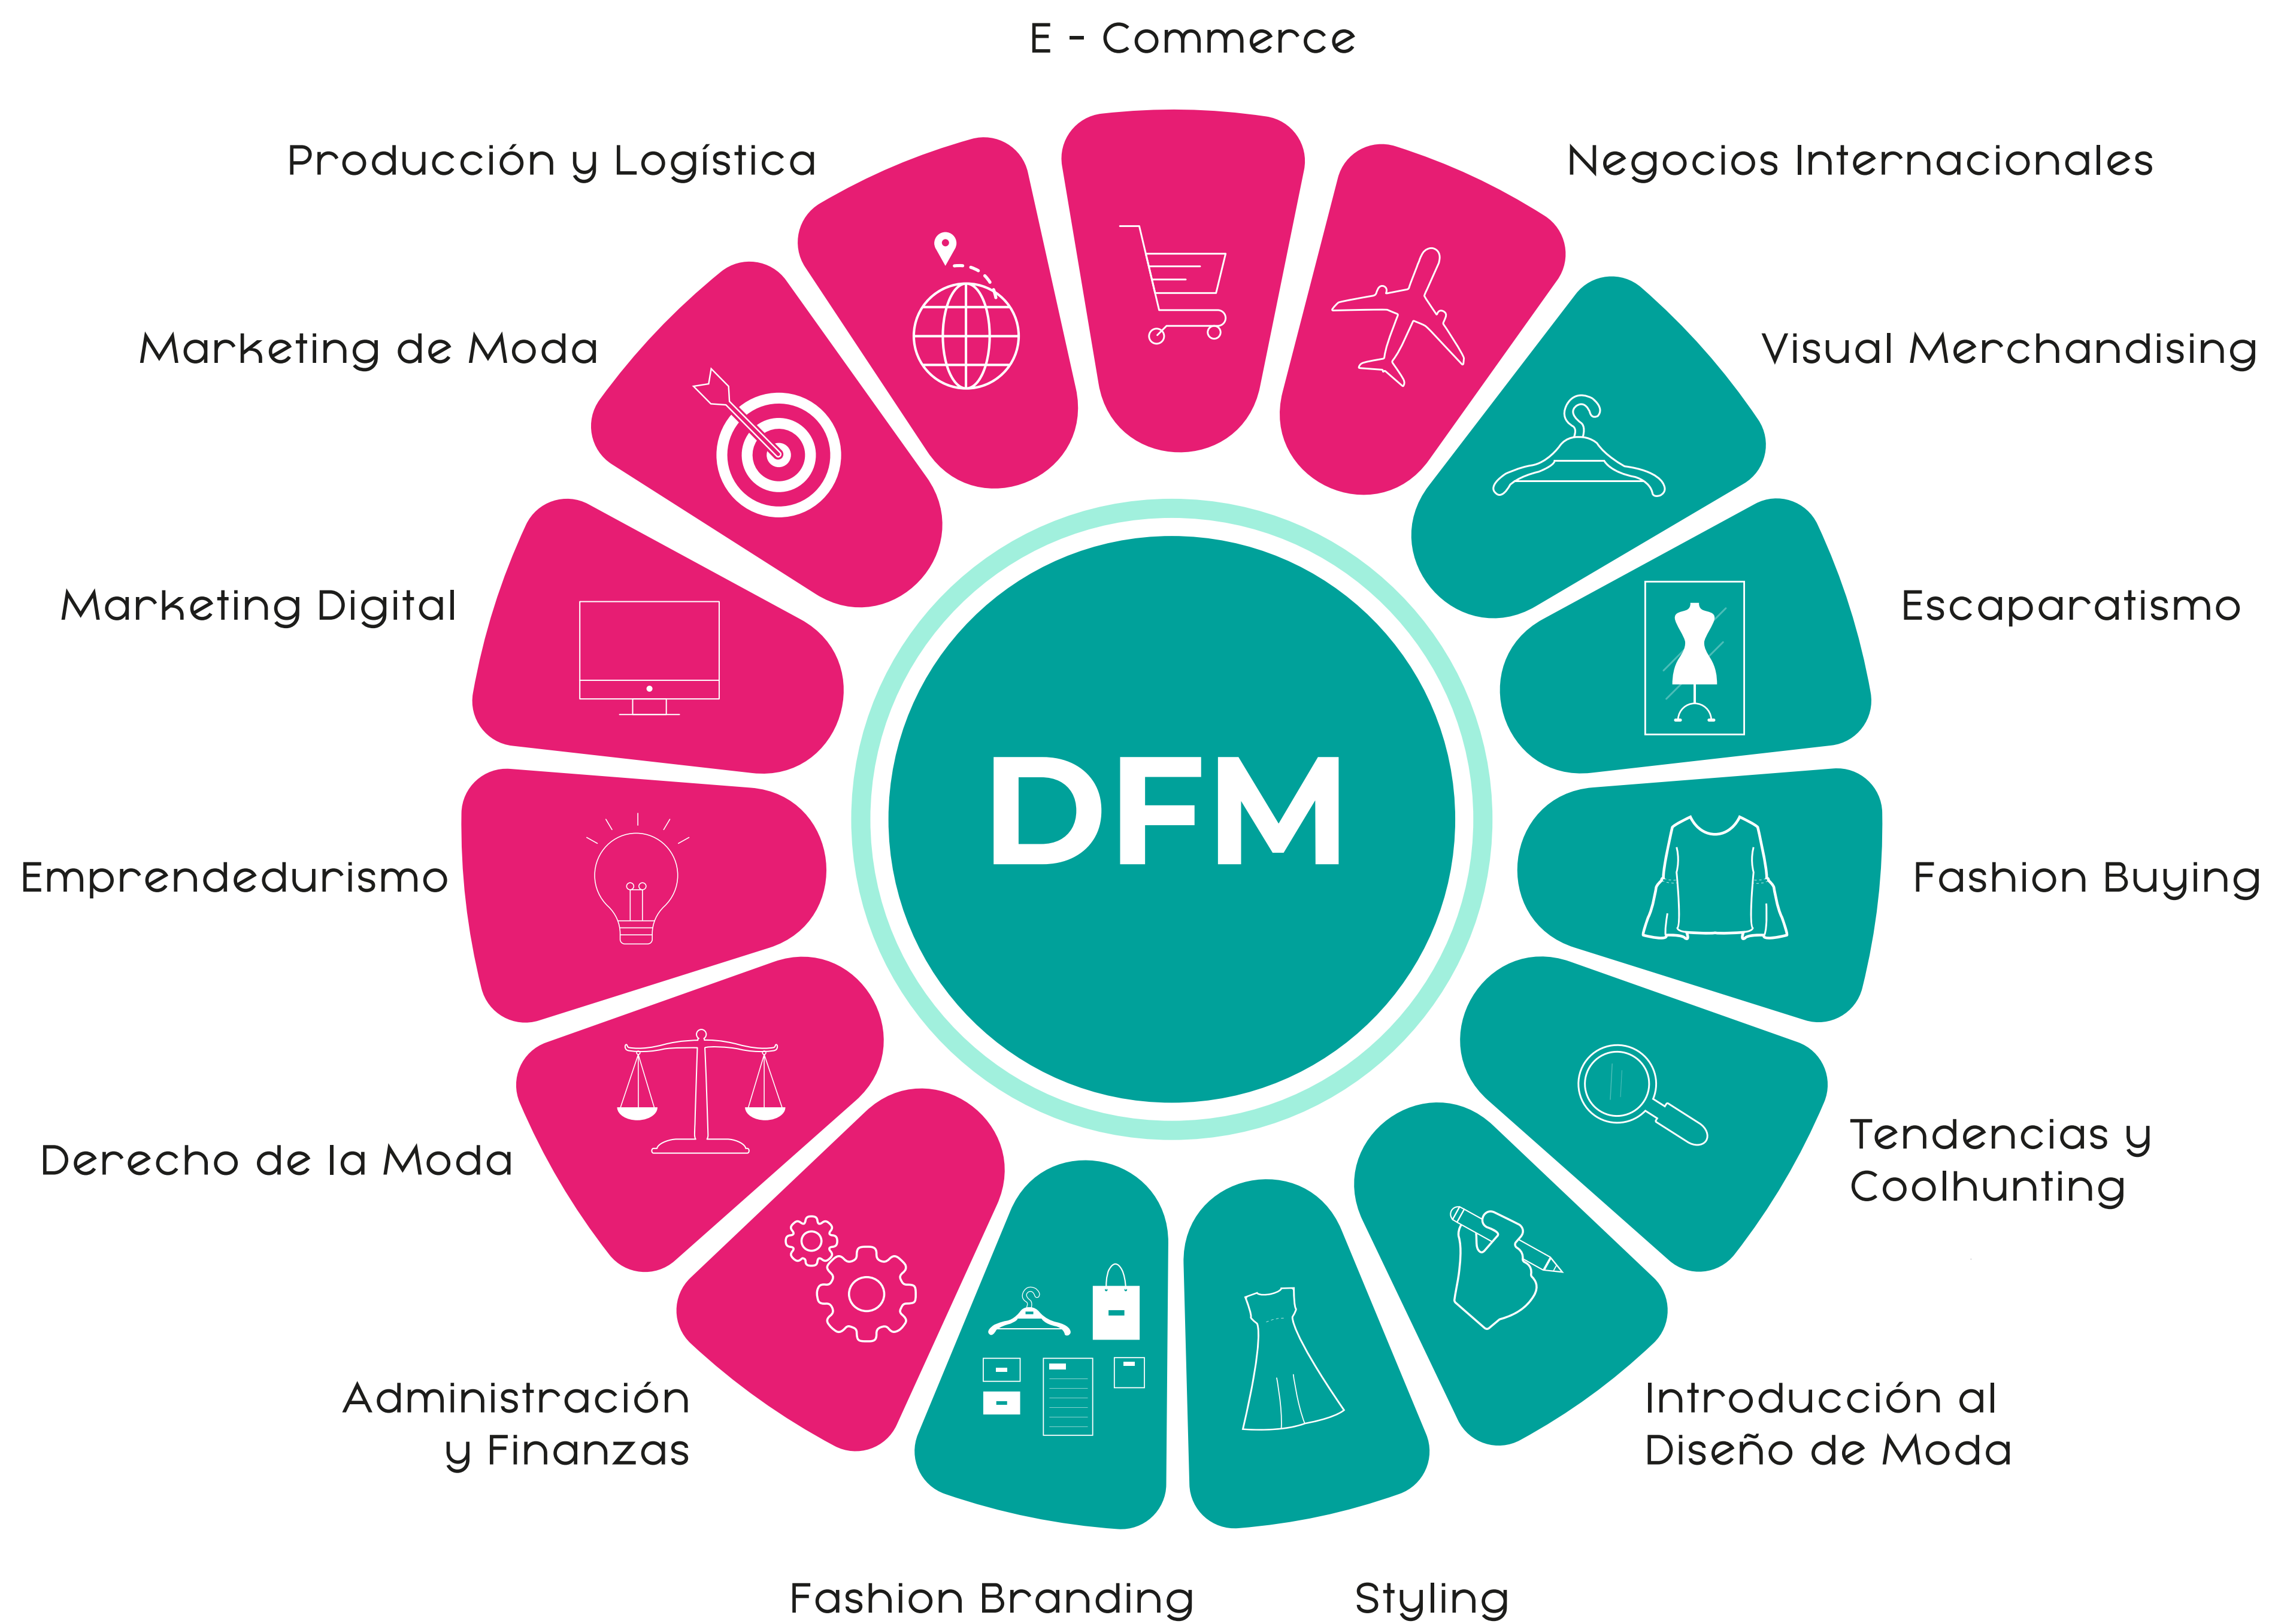 E - Commerce
Producción y Logística
Negocios Internacionales
Marketing de Moda
Visual Merchandising
Marketing Digital
Escaparatismo
DFM
Emprendedurismo
Fashion Buying
Derecho de la Moda
Tendencias y
Coolhunting
Administración
y Finanzas
Introducción al
Diseño de Moda
Fashion Branding
Styling